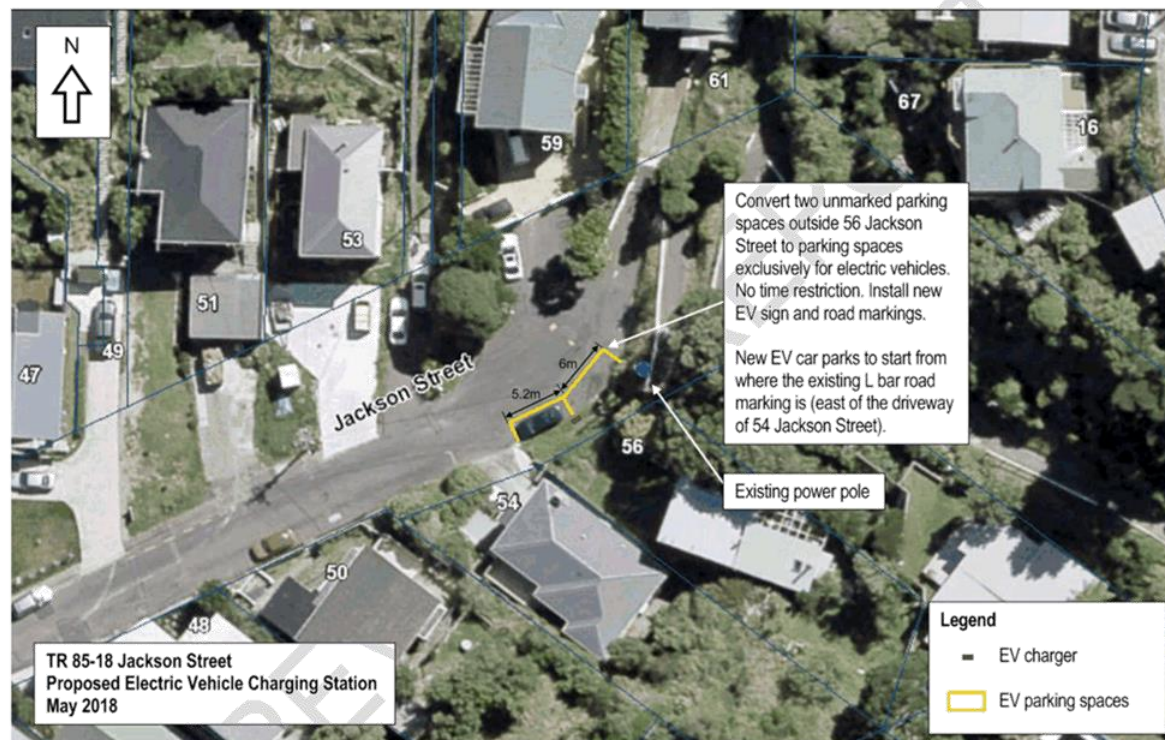 N
61
67
16
59
53
51
49
47
Convert two unmarked parking
spaces outside 56 Jackson
Street to parking spaces
exclusively for electric vehicles.
No time restriction. Install new
EV sign and road markings.
New EV car parks to start from
where the existing L bar road
marking is (east of the driveway
of 54 Jackson Street).
Jackson Street
5.2m
6m
56
Existing power pole
54
50
48
TR 85-18 Jackson Street
Proposed Electric Vehicle Charging Station
May 2018
Legend
EV charger
EV parking spaces